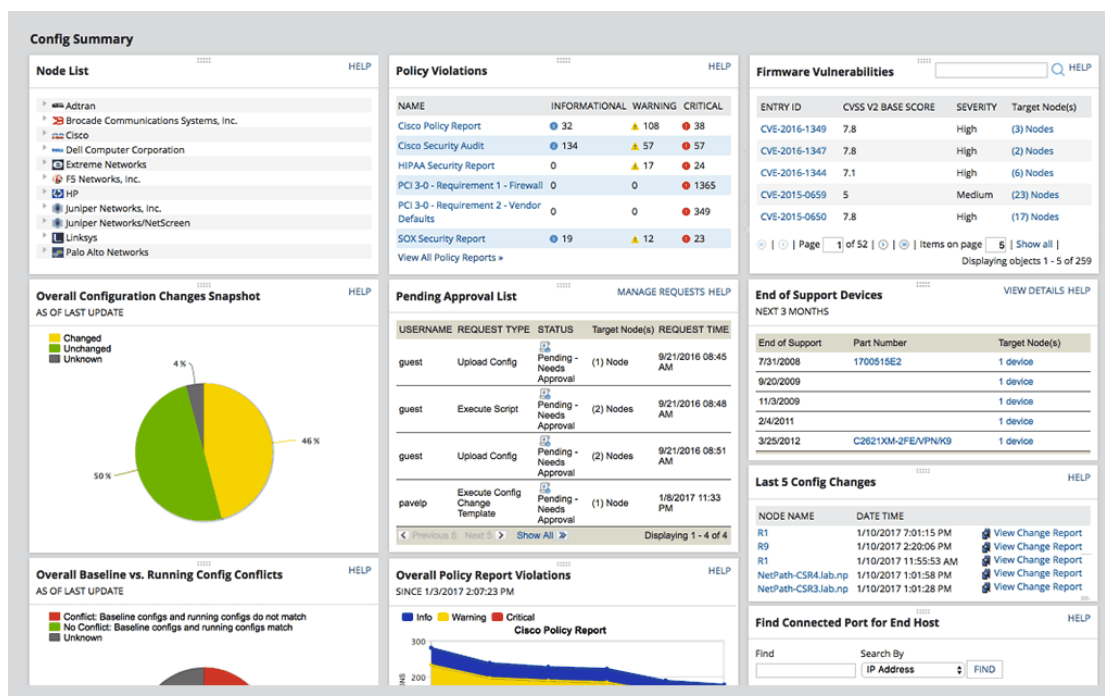 Config Summary
Node List
HELP
Adtran
Brocade Communications Systems, Inc.
Cisco
Dell Computer Corporation
Extreme Networks
F5 Networks, Inc.
HP
Juniper Networks, Inc.
Juniper Networks/NetScreen
Linksys
Palo Alto Networks
Policy Violations
HELP
NAME INFORMATIONAL WARNING CRITICAL
Cisco Policy Report 32 108 38
Cisco Security Audit 134 57 57
HIPAA Security Report 0 17 24
PCI 3-0 - Requirement 1 - Firewall 0 0 1365
PCI 3-0 - Requirement 2 - Vendor
Defaults 0 0 349
SOX Security Report 19 12 23
View All Policy Reports »
Firmware Vulnerabilities
HELP
ENTRY ID CVSS V2 BASE SCORE SEVERITY Target Node(s)
CVE-2016-1349 7.8 High (3) Nodes
CVE-2016-1347 7.8 High (2) Nodes
CVE-2016-1344 7.1 High (6) Nodes
CVE-2015-0659 5 Medium (23) Nodes
CVE-2015-0650 7.8 High (17) Nodes
| Page 1 of 52 | Items on page 5 | Show all |
Displaying objects 1 - 5 of 259
Overall Configuration Changes Snapshot
HELP
AS OF LAST UPDATE
Changed
Unchanged
Unknown
4 %
46 %
50 %
Pending Approval List
MANAGE REQUESTS HELP
USERNAME REQUEST TYPE STATUS Target Node(s) REQUEST TIME
guest Upload Config Pending - Needs Approval (1) Node 9/21/2016 08:45 AM
guest Execute Script Pending - Needs Approval (2) Nodes 9/21/2016 08:48 AM
guest Upload Config Pending - Needs Approval (2) Nodes 9/21/2016 08:51 AM
pavelp Execute Config Change Template Pending - Needs Approval (1) Node 1/8/2017 11:33 PM
Previous 5 Next 5 Show All Displaying 1 - 4 of 4
End of Support Devices
VIEW DETAILS HELP
NEXT 3 MONTHS
End of Support Part Number Target Node(s)
7/31/2008 1700515E2 1 device
9/20/2009 1 device
11/3/2009 1 device
2/4/2011 1 device
3/25/2012 C2621XM-2FE/VPN/K9 1 device
Last 5 Config Changes
HELP
NODE NAME DATE TIME
R1 1/10/2017 7:01:15 PM View Change Report
R9 1/10/2017 2:20:06 PM View Change Report
R1 1/10/2017 11:55:53 AM View Change Report
NetPath-CSR4.lab.np 1/10/2017 1:01:58 PM View Change Report
NetPath-CSR3.lab.np 1/10/2017 1:01:28 PM View Change Report
Overall Baseline vs. Running Config Conflicts
HELP
AS OF LAST UPDATE
Conflict: Baseline configs and running configs do not match
No Conflict: Baseline configs and running configs match
Unknown
Overall Policy Report Violations
HELP
SINCE 1/3/2017 2:07:23 PM
Info Warning Critical
Cisco Policy Report
300
200
Find Connected Port for End Host
HELP
Find Search By
IP Address FIND